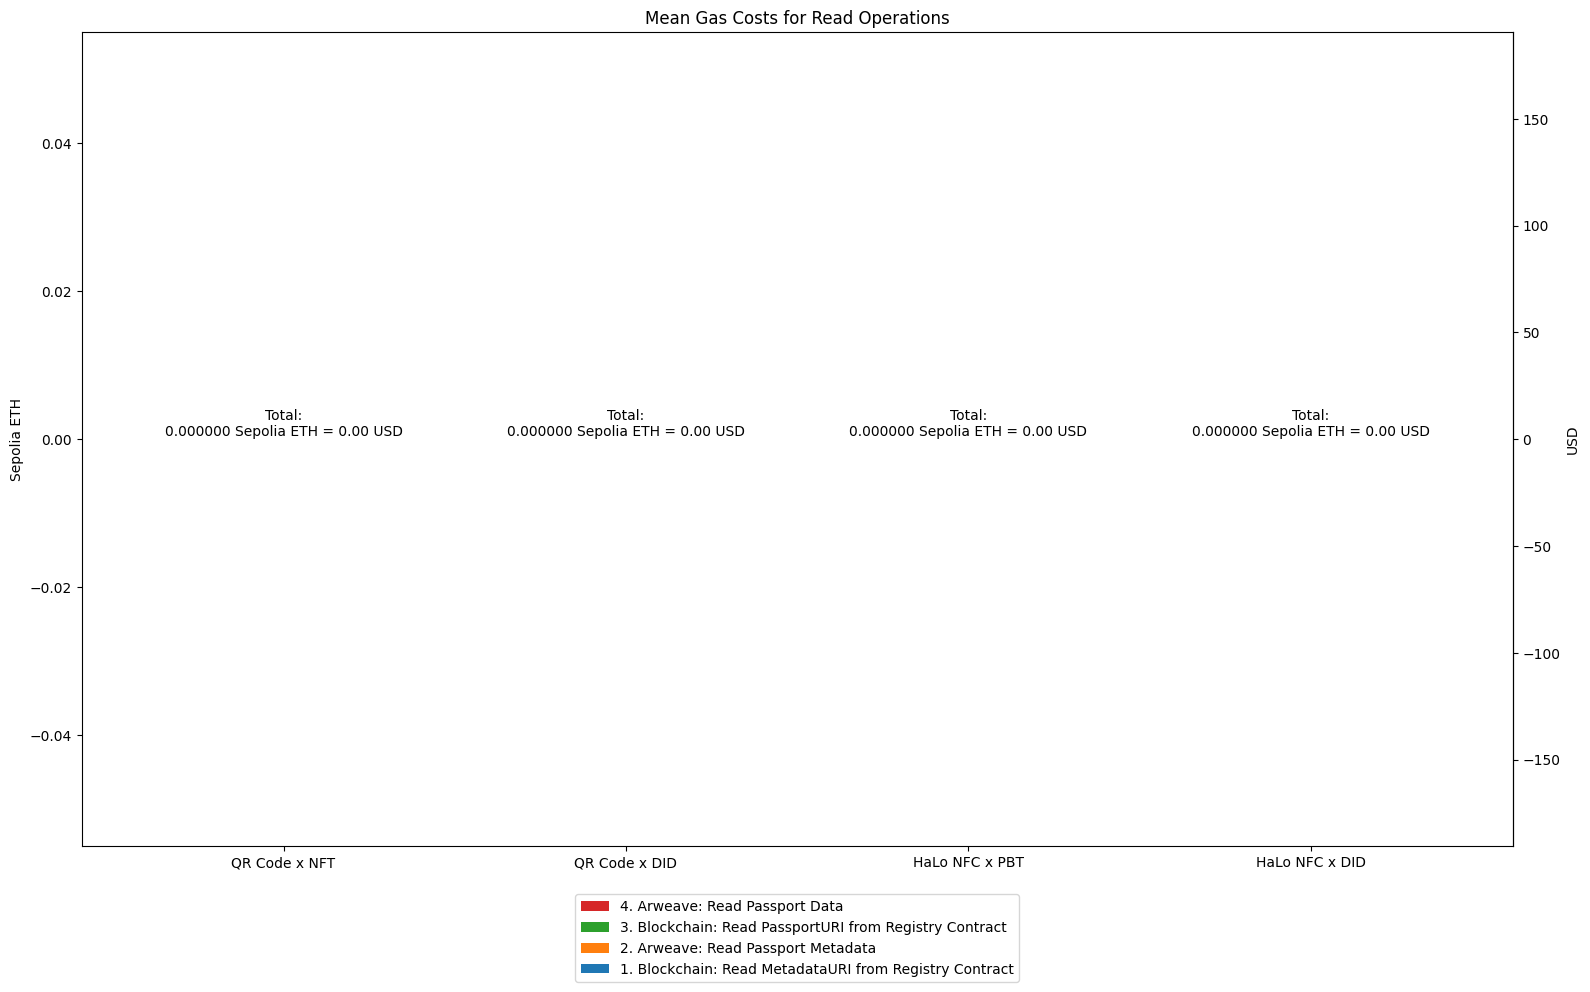 Mean Gas Costs for Read Operations
Sepolia ETH
0.04
0.02
0.00
−0.02
−0.04
Total:
0.000000 Sepolia ETH = 0.00 USD
Total:
0.000000 Sepolia ETH = 0.00 USD
Total:
0.000000 Sepolia ETH = 0.00 USD
Total:
0.000000 Sepolia ETH = 0.00 USD
150
100
50
0
−50
−100
−150
USD
QR Code x NFT
QR Code x DID
HaLo NFC x PBT
HaLo NFC x DID
4. Arweave: Read Passport Data
3. Blockchain: Read PassportURI from Registry Contract
2. Arweave: Read Passport Metadata
1. Blockchain: Read MetadataURI from Registry Contract